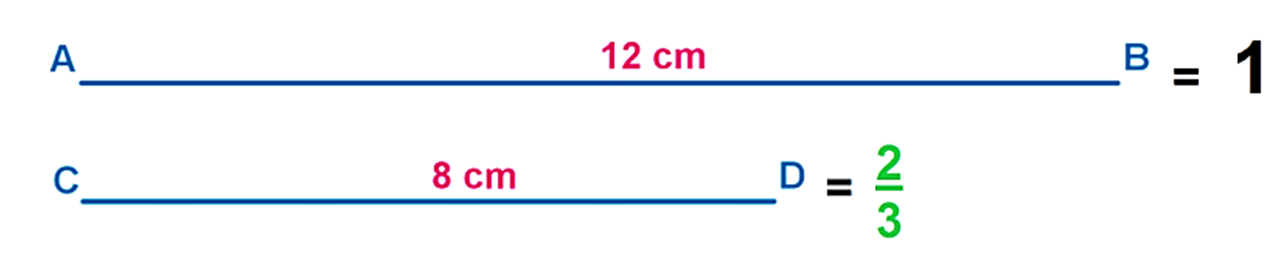 A 12 cm B = 1
C 8 cm D = 2/3